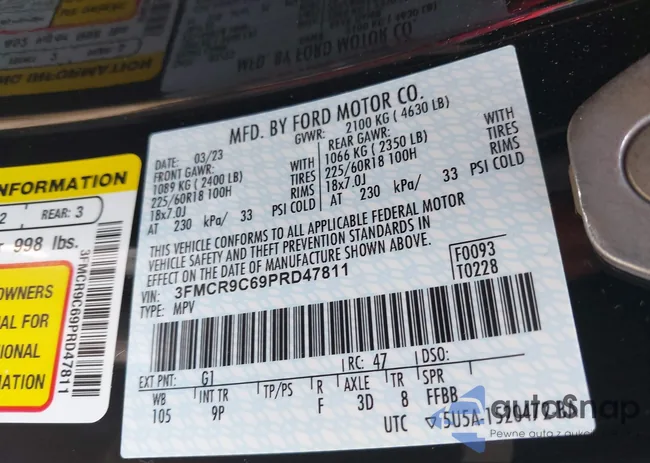 MFD. BY FORD MOTOR CO.
DATE: 03/23 GVWR: 2100 KG ( 4630 LB)
FRONT GAWR: REAR GAWR:
1089 KG ( 2400 LB) WITH 1066 KG ( 2350 LB) WITH
225/60R18 100H TIRES 225/60R18 100H TIRES
18x7.0J RIMS 18x7.0J RIMS
AT 230 kPa/ 33 PSI COLD AT 230 kPa/ 33 PSI COLD
THIS VEHICLE CONFORMS TO ALL APPLICABLE FEDERAL MOTOR
VEHICLE SAFETY AND THEFT PREVENTION STANDARDS IN
EFFECT ON THE DATE OF MANUFACTURE SHOWN ABOVE.
VIN: 3FMCR9C69PRD47811
TYPE: MPV
F0093
T0228
EXT PNT: G1 RC: 47 DSO:
WB INT TR TP/PS R AXLE TR SPR
105 9P F 3D 8 FFBB
UTC
INFORMATION
2 REAR: 3
998 lbs.
3FMCR9C69PRD47811
OWNERS
AL FOR
TIONAL
MATION
autoSnap
Pewne auta z